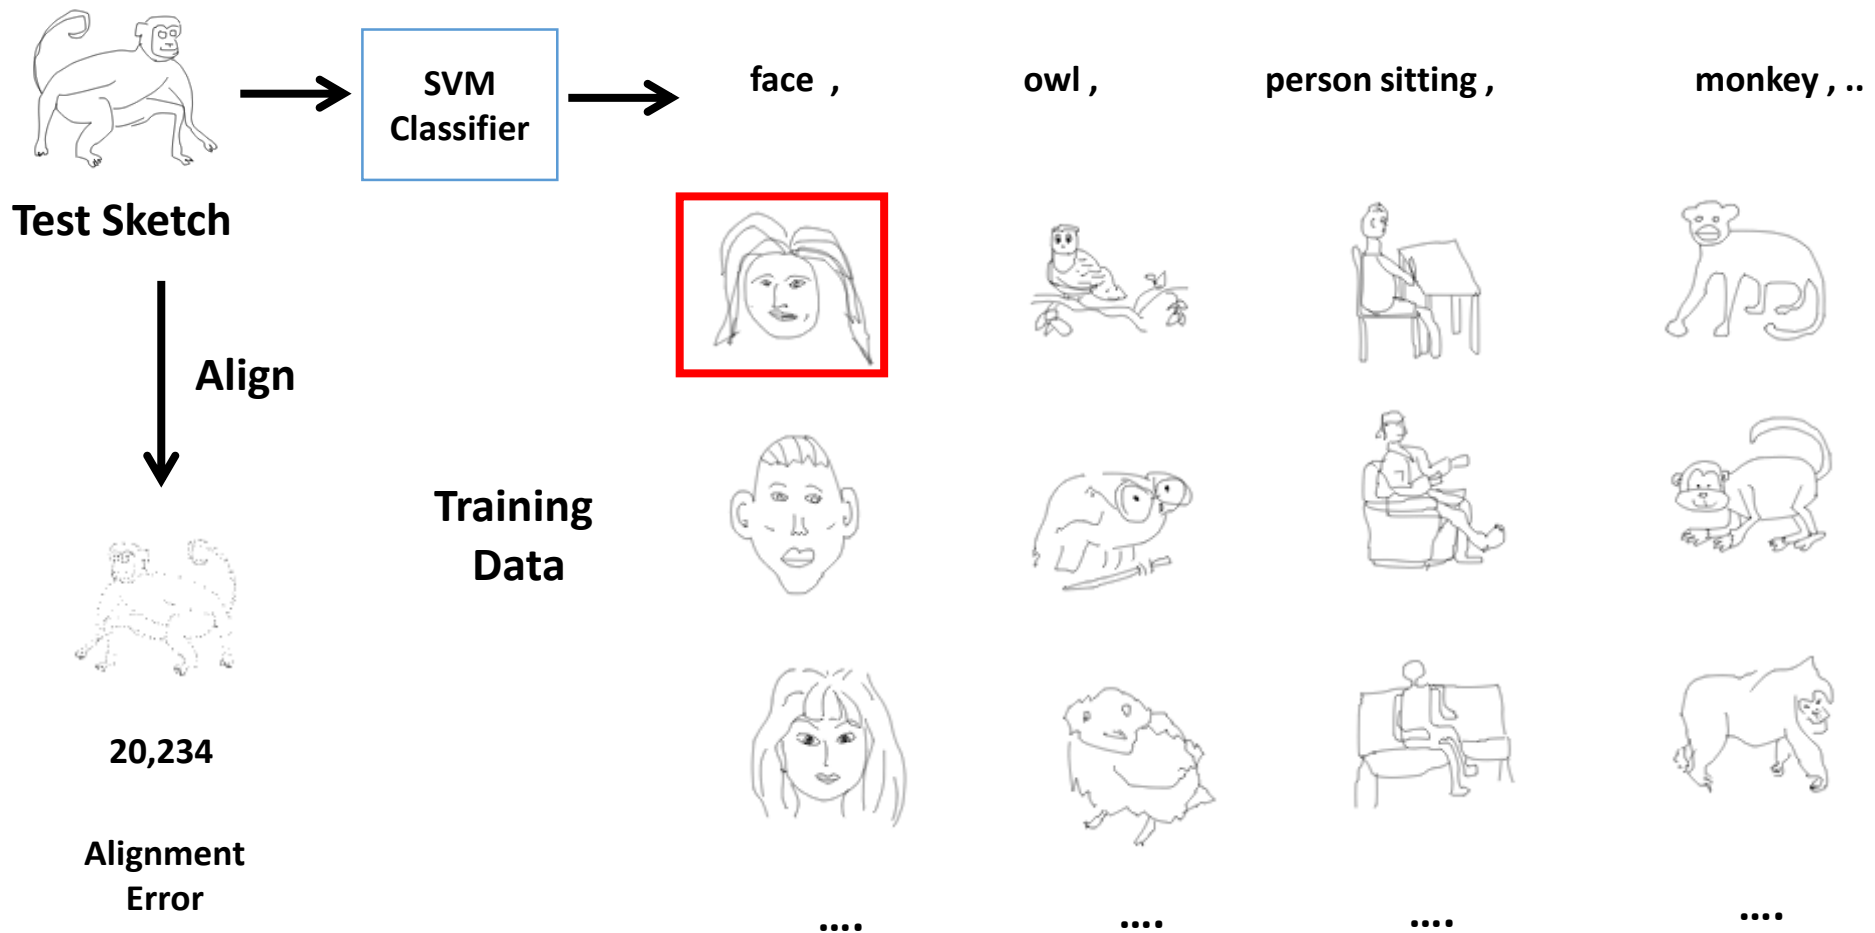 SVM
Classifier
face ,
owl ,
person sitting ,
monkey , ..
Test Sketch
Align
Training
Data
20,234
Alignment
Error
....
....
....
....